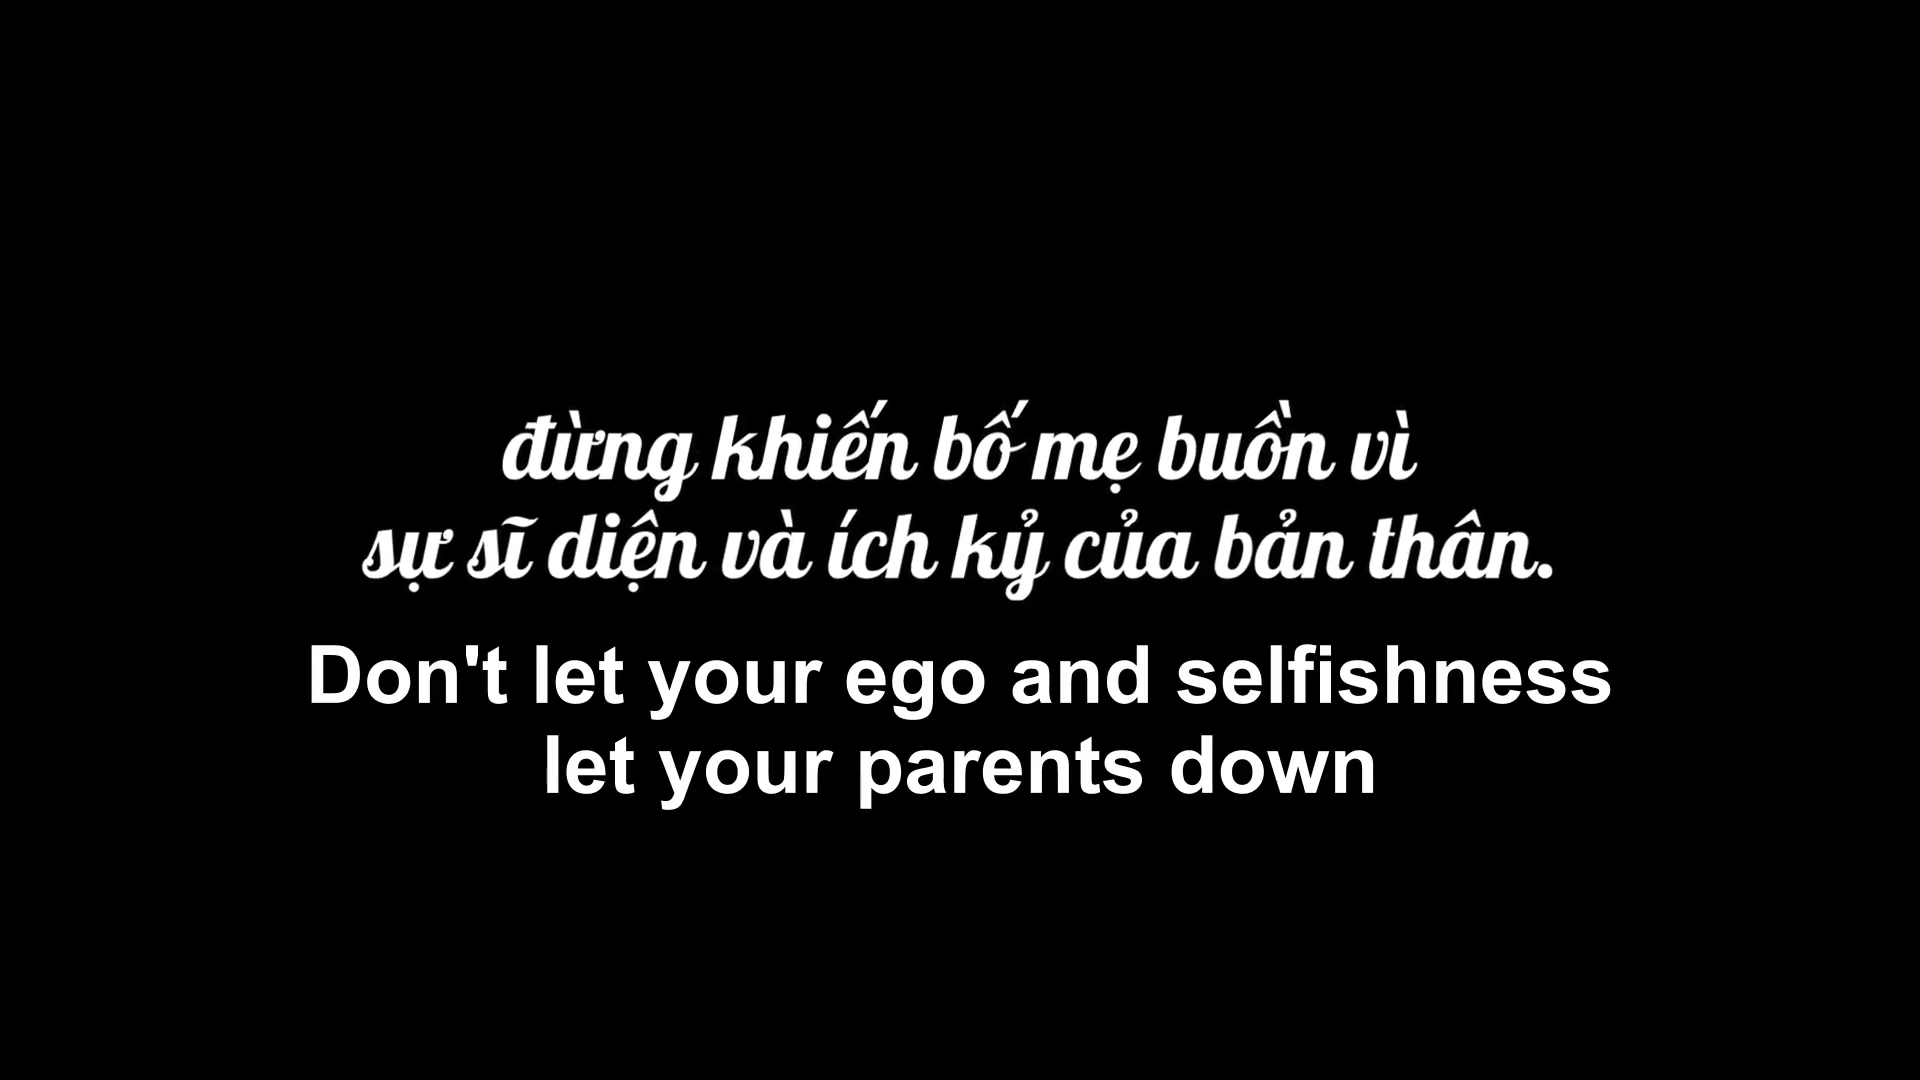 đừng khiến bố mẹ buồn vì
sự sĩ diện và ích kỷ của bản thân.
Don't let your ego and selfishness
let your parents down